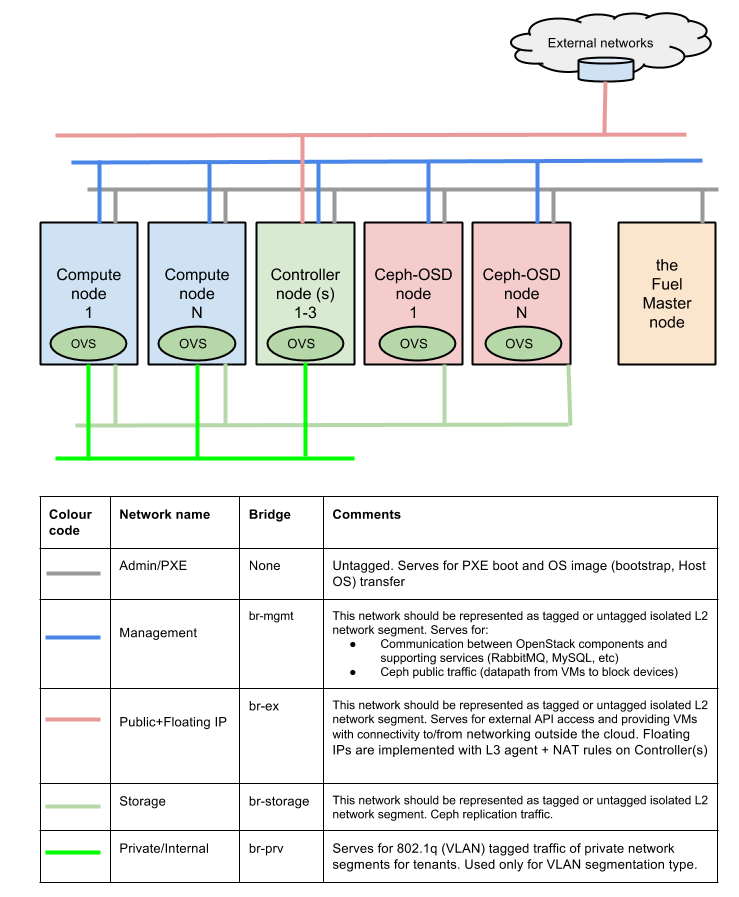 External networks
Compute
node
1
OVS
Compute
node
N
OVS
Controller
node (s)
1-3
OVS
Ceph-OSD
node
1
OVS
Ceph-OSD
node
N
OVS
the
Fuel
Master
node
Colour
code
Network name
Bridge
Comments
Admin/PXE
None
Untagged. Serves for PXE boot and OS image (bootstrap, Host
OS) transfer
Management
br-mgmt
This network should be represented as tagged or untagged isolated L2
network segment. Serves for:
● Communication between OpenStack components and
supporting services (RabbitMQ, MySQL, etc)
● Ceph public traffic (datapath from VMs to block devices)
Public+Floating IP
br-ex
This network should be represented as tagged or untagged isolated L2
network segment. Serves for external API access and providing VMs
with connectivity to/from networking outside the cloud. Floating
IPs are implemented with L3 agent + NAT rules on Controller(s)
Storage
br-storage
This network should be represented as tagged or untagged isolated L2
network segment. Ceph replication traffic.
Private/Internal
br-prv
Serves for 802.1q (VLAN) tagged traffic of private network
segments for tenants. Used only for VLAN segmentation type.